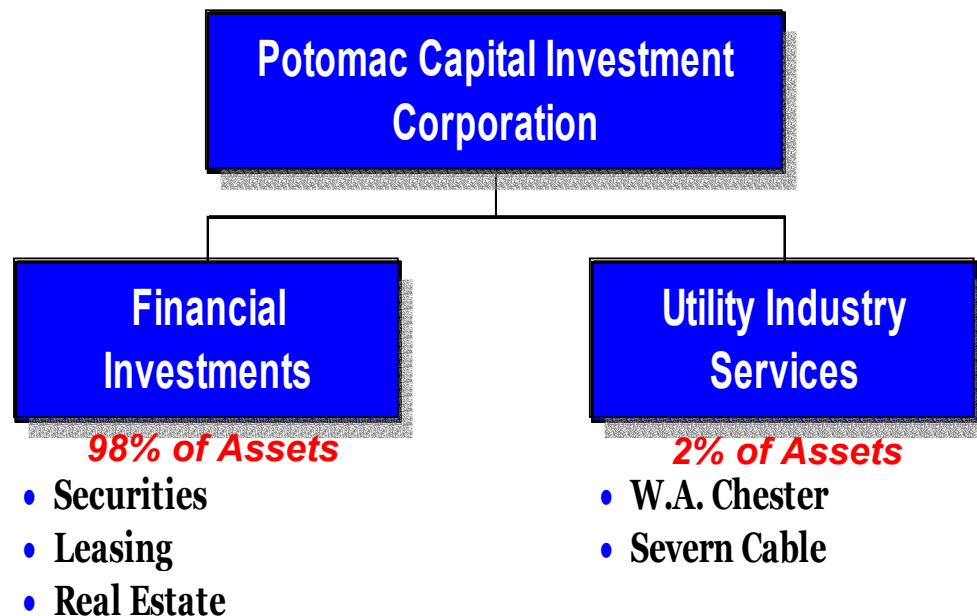 Potomac Capital Investment
Corporation
Financial
Investments
98% of Assets
• Securities
• Leasing
• Real Estate
Utility Industry
Services
2% of Assets
• W.A. Chester
• Severn Cable